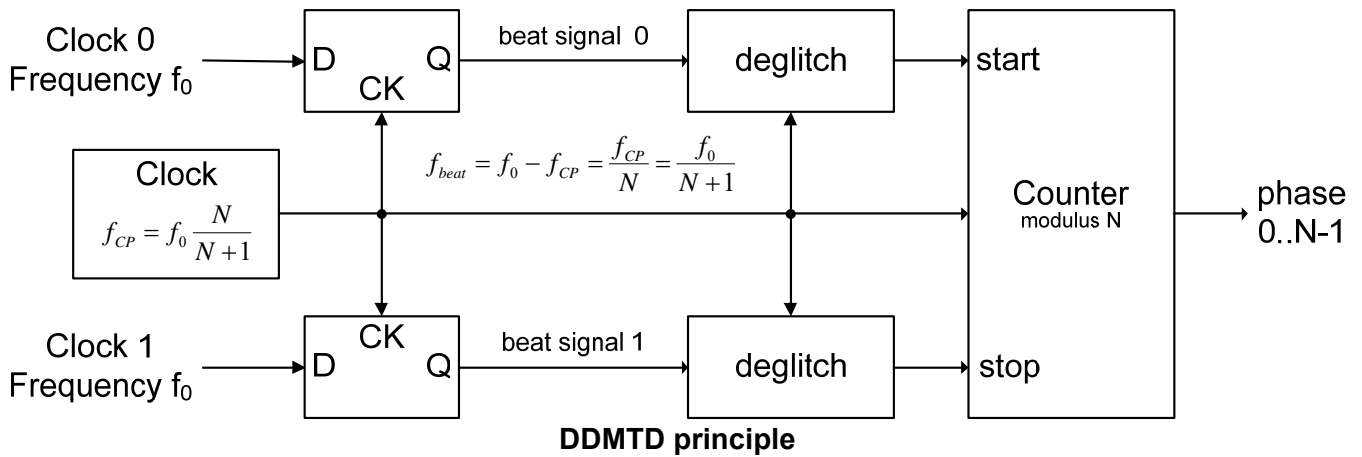 Clock 0
Frequency f₀
D
Q
CK
beat signal 0
deglitch
start
Clock
f_CP = f₀ N/(N+1)
f_beat = f₀ − f_CP = f_CP/N = f₀/(N+1)
Counter
modulus N
phase
0..N-1
Clock 1
Frequency f₀
CK
D
Q
beat signal 1
deglitch
stop
DDMTD principle